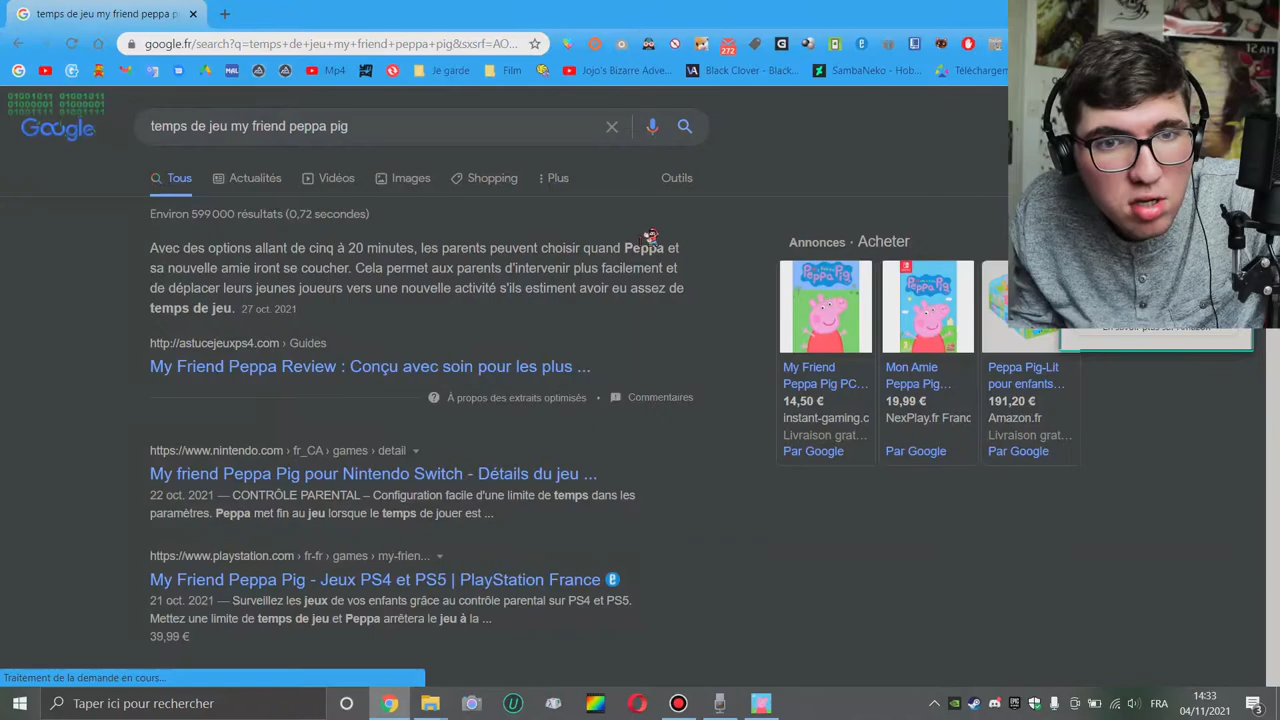 temps de jeu my friend peppa p
google.fr/search?q=temps+de+jeu+my+friend+peppa+pig&sxsrf=AO...
272
MAL
Mp4
Je garde
Film
Jojo's Bizarre Adve...
Black Clover - Black...
SambaNeko - Hob...
Téléchargem
01001011 01001011
01000011 01000001
Google
temps de jeu my friend peppa pig
Tous
Actualités
Vidéos
Images
Shopping
Plus
Outils
Environ 599 000 résultats (0,72 secondes)
Avec des options allant de cinq à 20 minutes, les parents peuvent choisir quand Peppa et
sa nouvelle amie iront se coucher. Cela permet aux parents d'intervenir plus facilement et
de déplacer leurs jeunes joueurs vers une nouvelle activité s'ils estiment avoir eu assez de
temps de jeu. 27 oct. 2021
http://astucejeuxps4.com › Guides
My Friend Peppa Review : Conçu avec soin pour les plus ...
À propos des extraits optimisés • Commentaires
https://www.nintendo.com › fr_CA › games › detail
My friend Peppa Pig pour Nintendo Switch - Détails du jeu ...
22 oct. 2021 — CONTRÔLE PARENTAL – Configuration facile d'une limite de temps dans les
paramètres. Peppa met fin au jeu lorsque le temps de jouer est ...
https://www.playstation.com › fr-fr › games › my-frien...
My Friend Peppa Pig - Jeux PS4 et PS5 | PlayStation France
21 oct. 2021 — Surveillez les jeux de vos enfants grâce au contrôle parental sur PS4 et PS5.
Mettez une limite de temps de jeu et Peppa arrêtera le jeu à la ...
39,99 €
Annonces · Acheter
Peppa Pig
Peppa Pig
My Friend
Peppa Pig PC...
14,50 €
instant-gaming.c
Livraison grat...
Par Google
Mon Amie
Peppa Pig...
19,99 €
NexPlay.fr Franc
Par Google
Peppa Pig-Lit
pour enfants...
191,20 €
Amazon.fr
Livraison grat...
Par Google
Traitement de la demande en cours...
Taper ici pour rechercher
FRA
14:33
04/11/2021
3